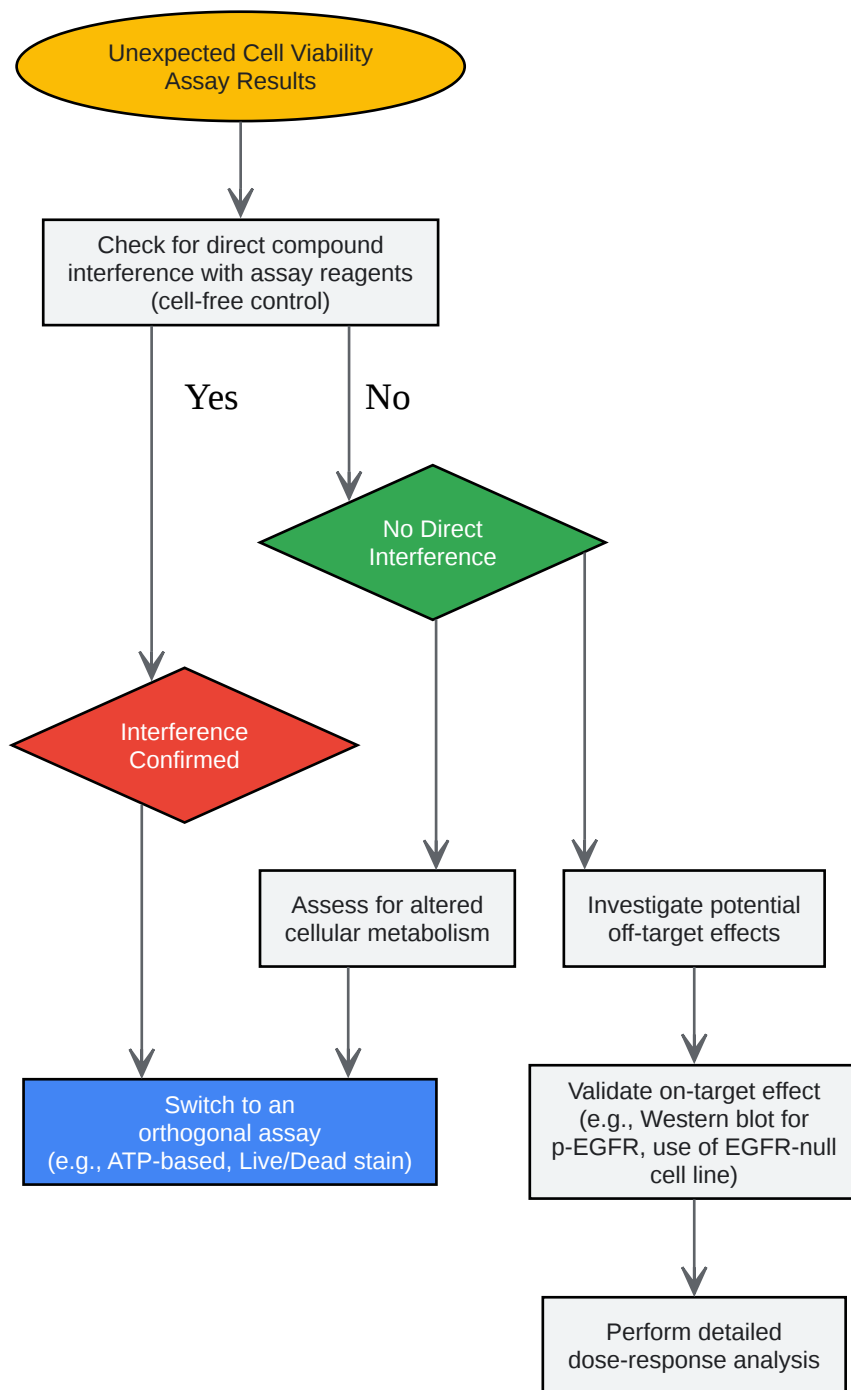 Unexpected Cell Viability
Assay Results
Check for direct compound
interference with assay reagents
(cell-free control)
Yes
No
No Direct
Interference
Interference
Confirmed
Assess for altered
cellular metabolism
Investigate potential
off-target effects
Switch to an
orthogonal assay
(e.g., ATP-based, Live/Dead stain)
Validate on-target effect
(e.g., Western blot for
p-EGFR, use of EGFR-null
cell line)
Perform detailed
dose-response analysis